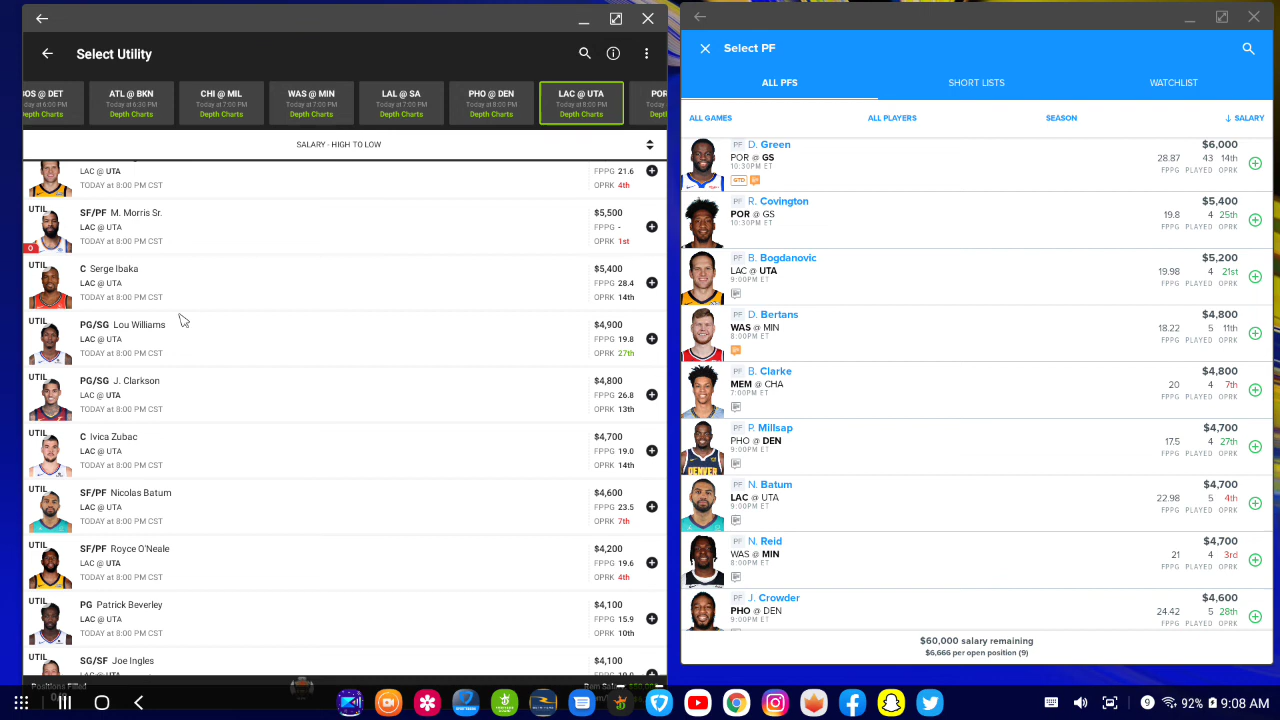 Select Utility
BOS @ DET
Today at 6:00 PM
Depth Charts
ATL @ BKN
Today at 6:30 PM
Depth Charts
CHI @ MIL
Today at 7:00 PM
Depth Charts
WAS @ MIN
Today at 7:00 PM
Depth Charts
LAL @ SA
Today at 7:00 PM
Depth Charts
PHO @ DEN
Today at 8:00 PM
Depth Charts
LAC @ UTA
Today at 8:00 PM
Depth Charts
POR
Today
Depth
SALARY - HIGH TO LOW
LAC @ UTA FPPG 21.6
TODAY AT 8:00 PM CST OPRK 4th
UTIL SF/PF M. Morris Sr. $5,500
LAC @ UTA FPPG -
0 TODAY AT 8:00 PM CST OPRK 1st
UTIL C Serge Ibaka $5,400
LAC @ UTA FPPG 28.4
TODAY AT 8:00 PM CST OPRK 14th
UTIL PG/SG Lou Williams $4,900
LAC @ UTA FPPG 19.8
TODAY AT 8:00 PM CST OPRK 27th
UTIL PG/SG J. Clarkson $4,800
LAC @ UTA FPPG 26.8
TODAY AT 8:00 PM CST OPRK 13th
UTIL C Ivica Zubac $4,700
LAC @ UTA FPPG 19.0
TODAY AT 8:00 PM CST OPRK 14th
UTIL SF/PF Nicolas Batum $4,600
LAC @ UTA FPPG 23.5
TODAY AT 8:00 PM CST OPRK 7th
UTIL SF/PF Royce O'Neale $4,200
LAC @ UTA FPPG 19.6
TODAY AT 8:00 PM CST OPRK 4th
UTIL PG Patrick Beverley $4,100
LAC @ UTA FPPG 15.9
TODAY AT 8:00 PM CST OPRK 10th
UTIL SG/SF Joe Ingles $4,100
Positions Filled
Select PF
ALL PFS SHORT LISTS WATCHLIST
ALL GAMES ALL PLAYERS SEASON SALARY
PF D. Green $6,000
POR @ GS 28.87 43 14th
10:30PM ET FPPG PLAYED OPRK
GTD
PF R. Covington $5,400
POR @ GS 19.8 4 25th
10:30PM ET FPPG PLAYED OPRK
PF B. Bogdanovic $5,200
LAC @ UTA 19.98 4 21st
9:00PM ET FPPG PLAYED OPRK
PF D. Bertans $4,800
WAS @ MIN 18.22 5 11th
8:00PM ET FPPG PLAYED OPRK
PF B. Clarke $4,800
MEM @ CHA 20 4 7th
7:00PM ET FPPG PLAYED OPRK
PF P. Millsap $4,700
PHO @ DEN 17.5 4 27th
9:00PM ET FPPG PLAYED OPRK
PF N. Batum $4,700
LAC @ UTA 22.98 5 4th
9:00PM ET FPPG PLAYED OPRK
PF N. Reid $4,700
WAS @ MIN 21 4 3rd
8:00PM ET FPPG PLAYED OPRK
PF J. Crowder $4,600
PHO @ DEN 24.42 5 28th
9:00PM ET FPPG PLAYED OPRK
$60,000 salary remaining
$6,666 per open position (9)
9 92% 9:08 AM